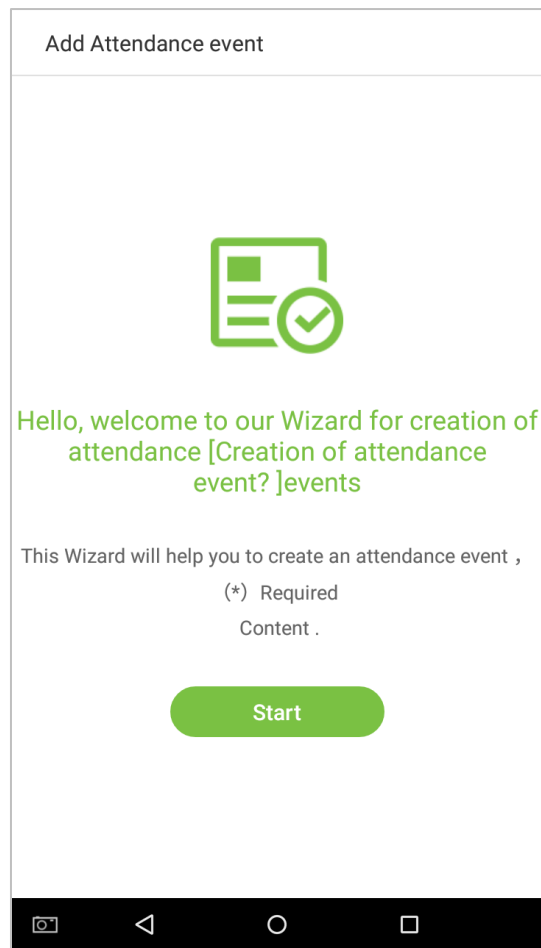 Add Attendance event
Hello, welcome to our Wizard for creation of
attendance [Creation of attendance
event? ]events
This Wizard will help you to create an attendance event ，
（*）Required
Content .
Start